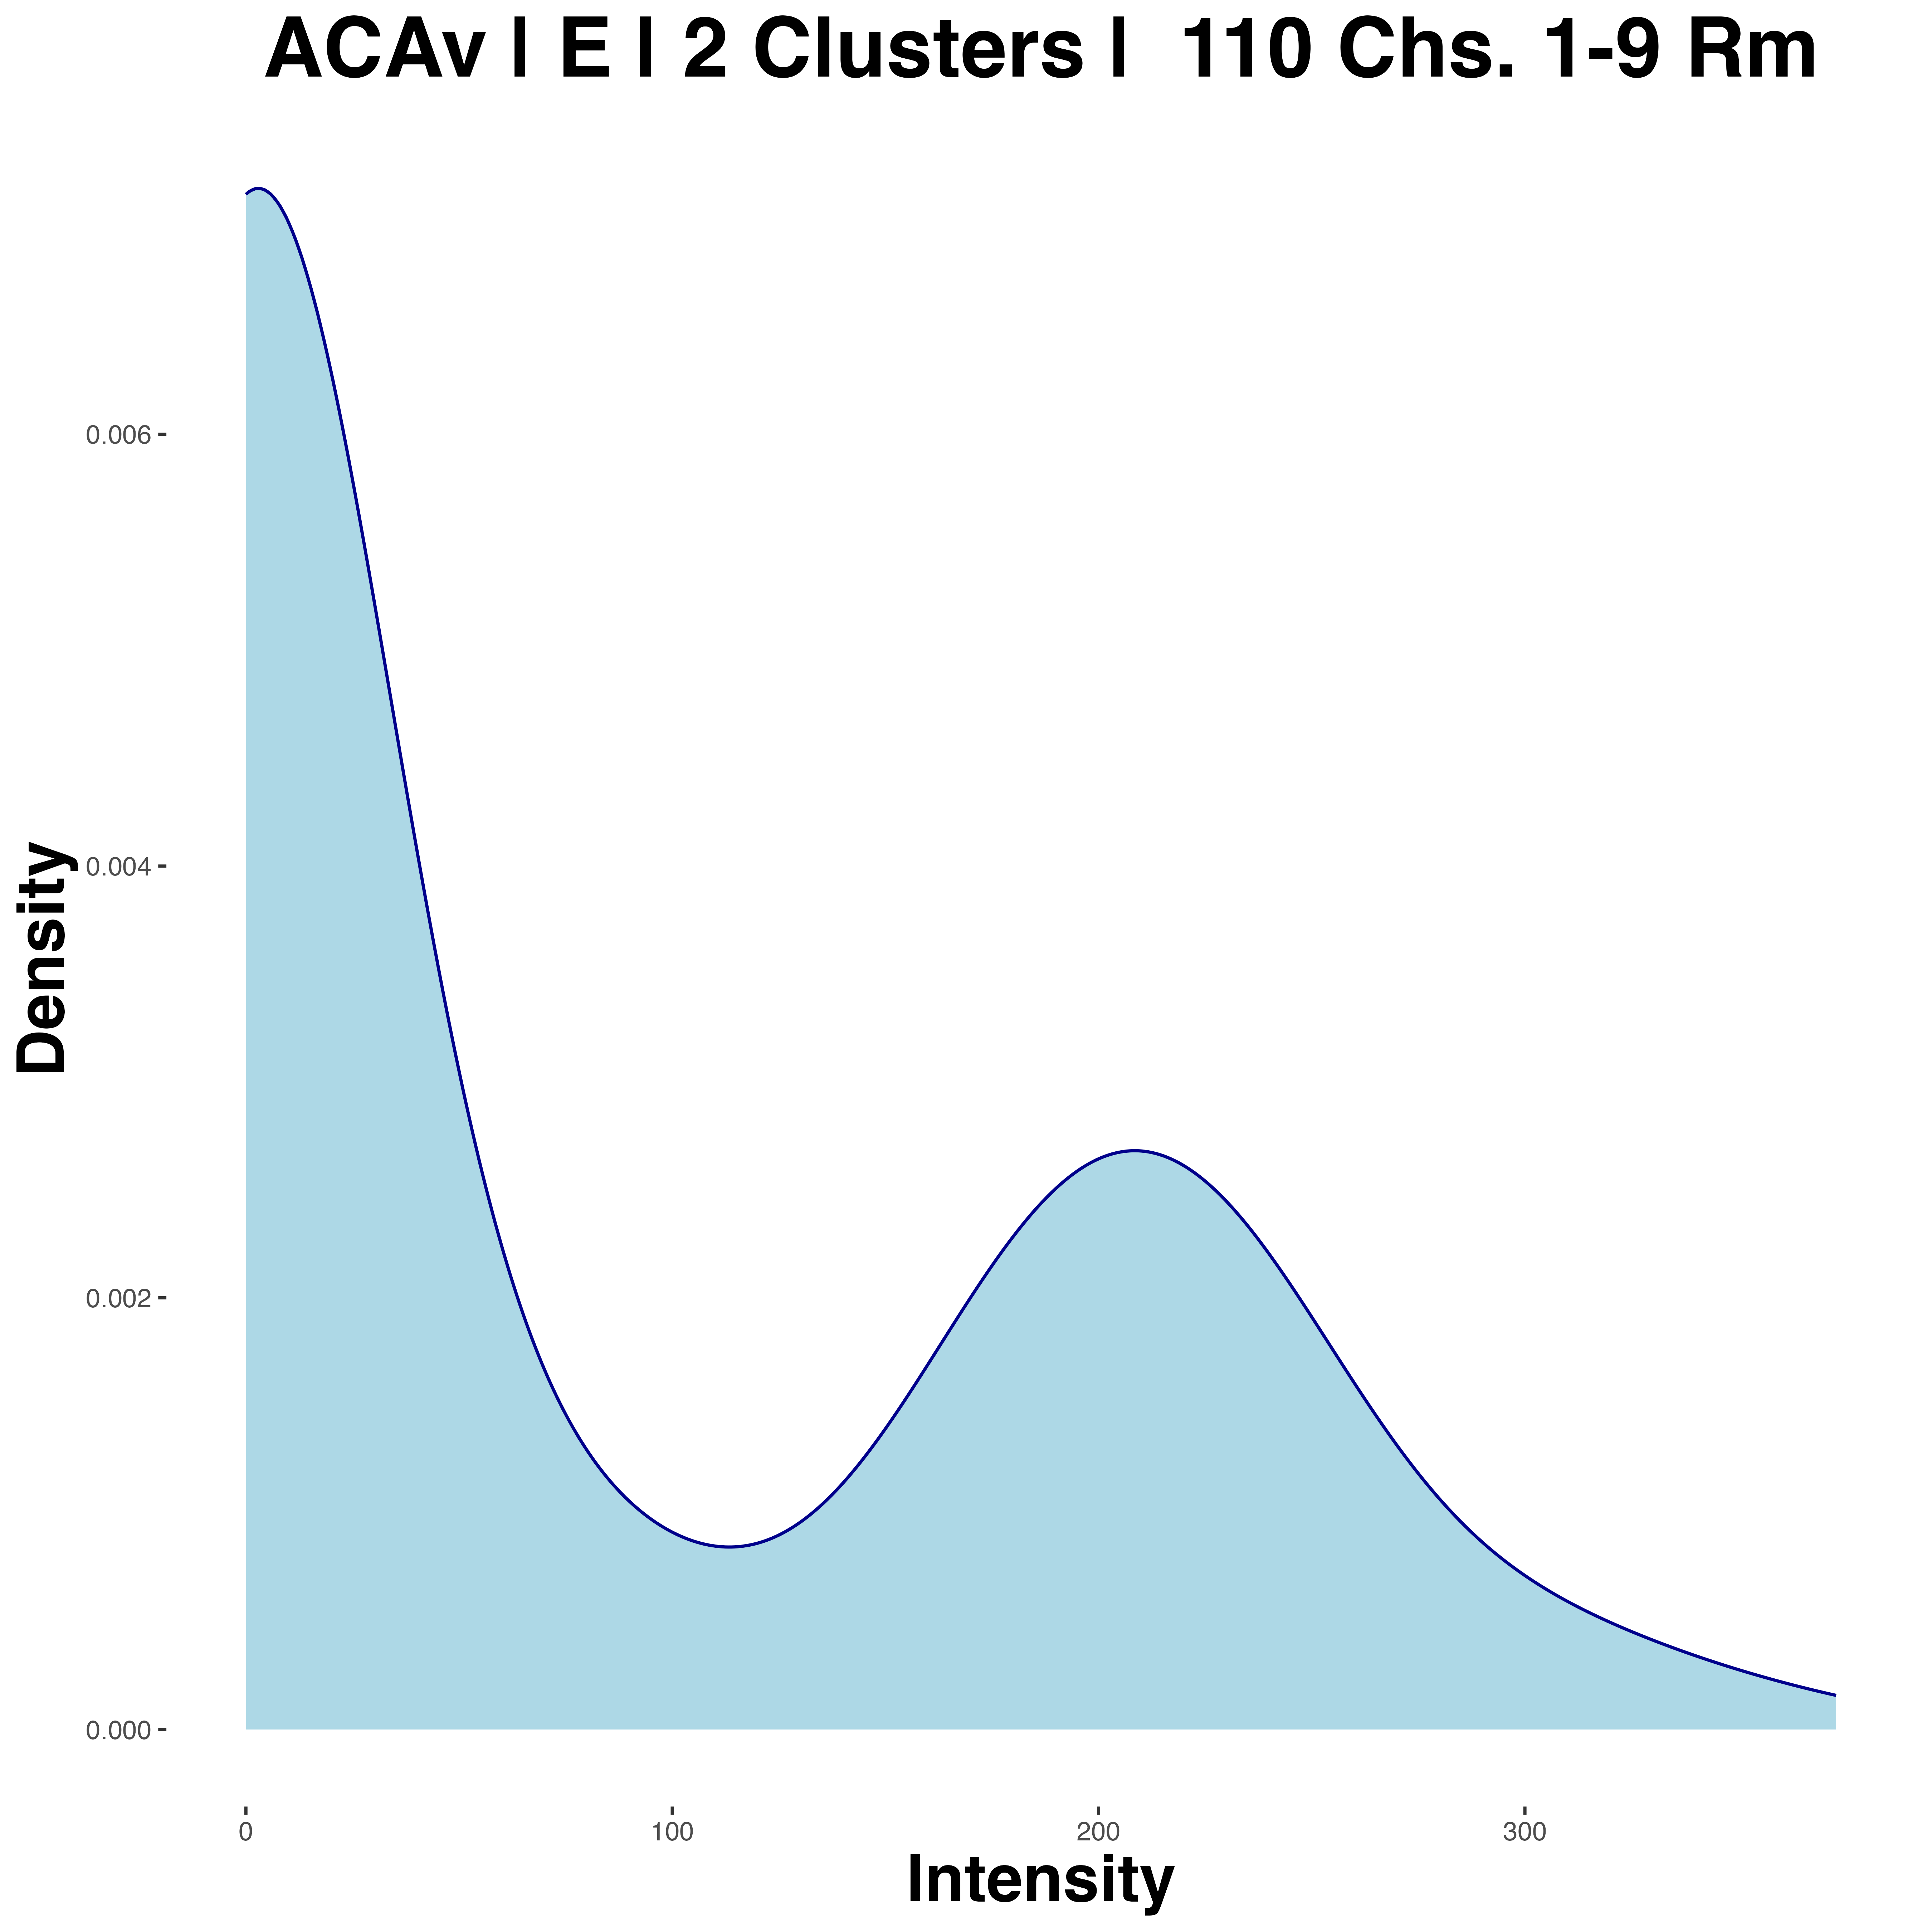 ACAv | E | 2 Clusters |  110 Chs. 1-9 Rm
Density
0.006
0.004
0.002
0.000
0 100 200 300
Intensity